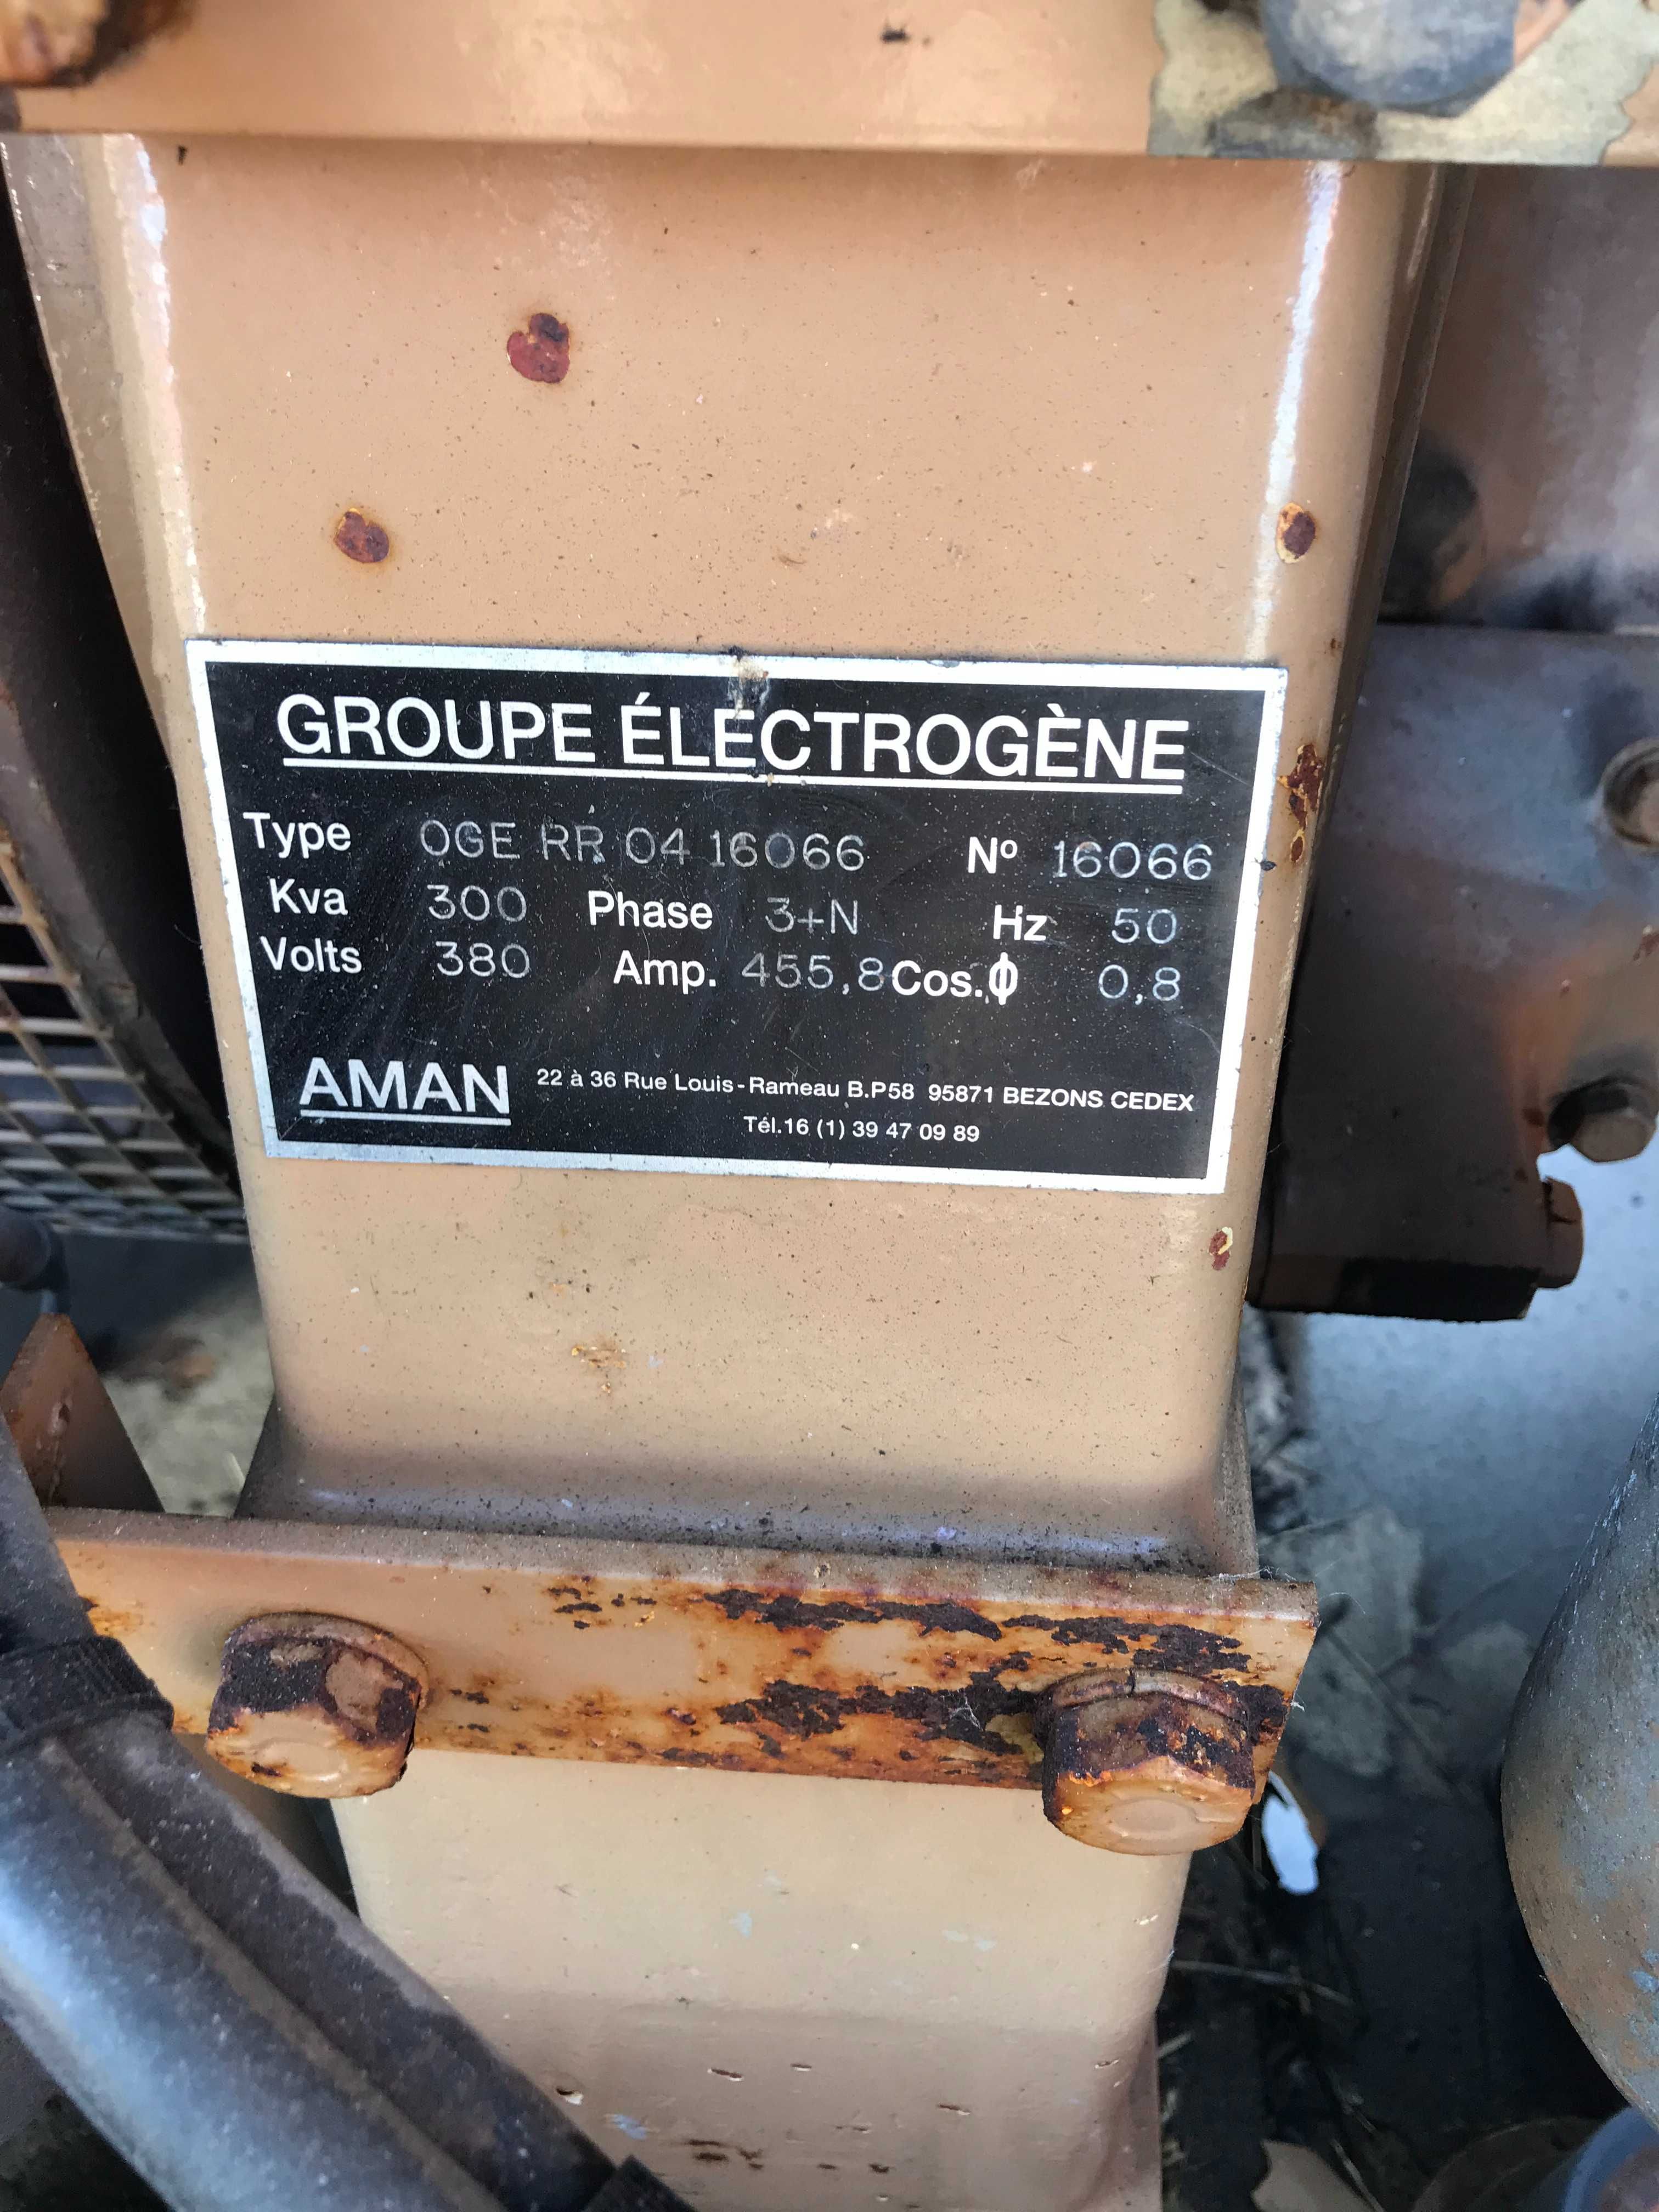 GROUPE ÉLECTROGÈNE
Type OGE RR 04 16066 Nº 16066
Kva 300 Phase 3+N Hz 50
Volts 380 Amp. 455,8 Cos.ϕ 0,8
AMAN 22 à 36 Rue Louis-Rameau B.P58 95871 BEZONS CEDEX
Tél.16 (1) 39 47 09 89